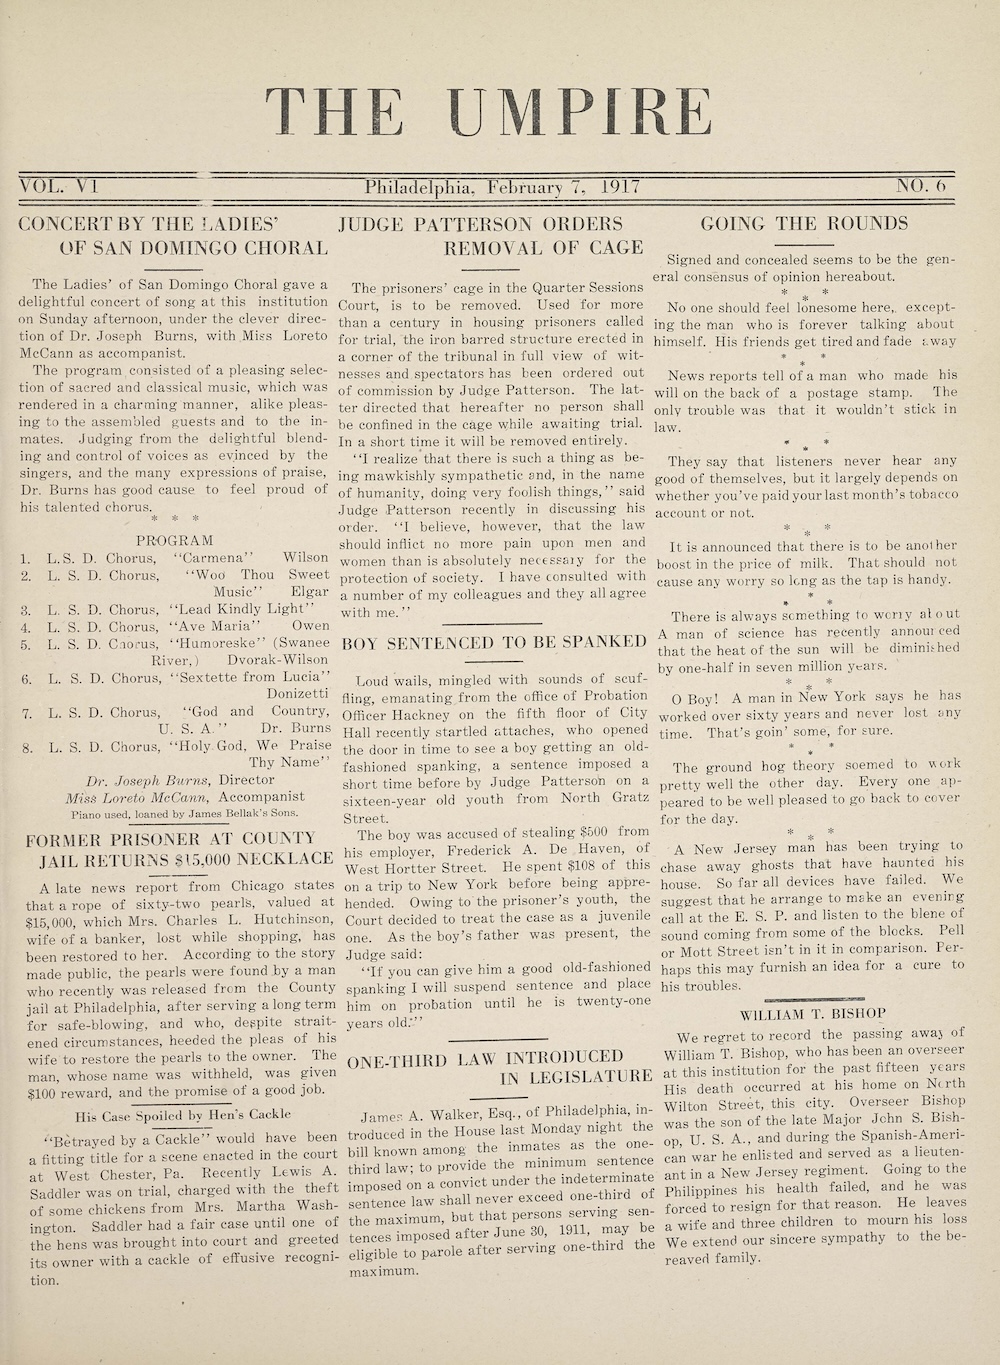 THE UMPIRE
VOL. VI
Philadelphia, February 7, 1917
NO. 6
CONCERT BY THE LADIES'
OF SAN DOMINGO CHORAL
The Ladies' of San Domingo Choral gave a
delightful concert of song at this institution
on Sunday afternoon, under the clever direc-
tion of Dr. Joseph Burns, with Miss Loreto
McCann as accompanist.
The program consisted of a pleasing selec-
tion of sacred and classical music, which was
rendered in a charming manner, alike pleas-
ing to the assembled guests and to the in-
mates. Judging from the delightful blend-
ing and control of voices as evinced by the
singers, and the many expressions of praise,
Dr. Burns has good cause to feel proud of
his talented chorus.
* * *
PROGRAM
1. L. S. D. Chorus, "Carmena" Wilson
2. L. S. D. Chorus, "Woo Thou Sweet
Music" Elgar
3. L. S. D. Chorus, "Lead Kindly Light"
4. L. S. D. Chorus, "Ave Maria" Owen
5. L. S. D. Chorus, "Humoreske" (Swanee
River,) Dvorak-Wilson
6. L. S. D. Chorus, "Sextette from Lucia"
Donizetti
7. L. S. D. Chorus, "God and Country,
U. S. A." Dr. Burns
8. L. S. D. Chorus, "Holy God, We Praise
Thy Name"
Dr. Joseph Burns, Director
Miss Loreto McCann, Accompanist
Piano used, loaned by James Bellak's Sons.
FORMER PRISONER AT COUNTY
JAIL RETURNS $15,000 NECKLACE
A late news report from Chicago states
that a rope of sixty-two pearls, valued at
$15,000, which Mrs. Charles L. Hutchinson,
wife of a banker, lost while shopping, has
been restored to her. According to the story
made public, the pearls were found by a man
who recently was released from the County
jail at Philadelphia, after serving a long term
for safe-blowing, and who, despite strait-
ened circumstances, heeded the pleas of his
wife to restore the pearls to the owner. The
man, whose name was withheld, was given
$100 reward, and the promise of a good job.
His Case Spoiled by Hen's Cackle
"Betrayed by a Cackle" would have been
a fitting title for a scene enacted in the court
at West Chester, Pa. Recently Lewis A.
Saddler was on trial, charged with the theft
of some chickens from Mrs. Martha Wash-
ington. Saddler had a fair case until one of
the hens was brought into court and greeted
its owner with a cackle of effusive recogni-
tion.
JUDGE PATTERSON ORDERS
REMOVAL OF CAGE
The prisoners' cage in the Quarter Sessions
Court, is to be removed. Used for more
than a century in housing prisoners called
for trial, the iron barred structure erected in
a corner of the tribunal in full view of wit-
nesses and spectators has been ordered out
of commission by Judge Patterson. The lat-
ter directed that hereafter no person shall
be confined in the cage while awaiting trial.
In a short time it will be removed entirely.
"I realize that there is such a thing as be-
ing mawkishly sympathetic and, in the name
of humanity, doing very foolish things," said
Judge Patterson recently in discussing his
order. "I believe, however, that the law
should inflict no more pain upon men and
women than is absolutely necessary for the
protection of society. I have consulted with
a number of my colleagues and they all agree
with me."
BOY SENTENCED TO BE SPANKED
Loud wails, mingled with sounds of scuf-
fling, emanating from the office of Probation
Officer Hackney on the fifth floor of City
Hall recently startled attaches, who opened
the door in time to see a boy getting an old-
fashioned spanking, a sentence imposed a
short time before by Judge Patterson on a
sixteen-year old youth from North Gratz
Street.
The boy was accused of stealing $500 from
his employer, Frederick A. De Haven, of
West Hortter Street. He spent $108 of this
on a trip to New York before being appre-
hended. Owing to the prisoner's youth, the
Court decided to treat the case as a juvenile
one. As the boy's father was present, the
Judge said:
"If you can give him a good old-fashioned
spanking I will suspend sentence and place
him on probation until he is twenty-one
years old."
ONE-THIRD LAW INTRODUCED
IN LEGISLATURE
James A. Walker, Esq., of Philadelphia, in-
troduced in the House last Monday night the
bill known among the inmates as the one-
third law; to provide the minimum sentence
imposed on a convict under the indeterminate
sentence law shall never exceed one-third of
the maximum, but that persons serving sen-
tences imposed after June 30, 1911, may be
eligible to parole after serving one-third the
maximum.
GOING THE ROUNDS
Signed and concealed seems to be the gen-
eral consensus of opinion hereabout.
* * *
No one should feel lonesome here, except-
ing the man who is forever talking about
himself. His friends get tired and fade away
* * *
News reports tell of a man who made his
will on the back of a postage stamp. The
only trouble was that it wouldn't stick in
law.
* * *
They say that listeners never hear any
good of themselves, but it largely depends on
whether you've paid your last month's tobacco
account or not.
* * *
It is announced that there is to be another
boost in the price of milk. That should not
cause any worry so long as the tap is handy.
* * *
There is always something to worry about
A man of science has recently announced
that the heat of the sun will be diminished
by one-half in seven million years.
* * *
O Boy! A man in New York says he has
worked over sixty years and never lost any
time. That's goin' some, for sure.
* * *
The ground hog theory soemed to work
pretty well the other day. Every one ap-
peared to be well pleased to go back to cover
for the day.
* * *
A New Jersey man has been trying to
chase away ghosts that have haunted his
house. So far all devices have failed. We
suggest that he arrange to make an evening
call at the E. S. P. and listen to the blene of
sound coming from some of the blocks. Pell
or Mott Street isn't in it in comparison. Per-
haps this may furnish an idea for a cure to
his troubles.
WILLIAM T. BISHOP
We regret to record the passing away of
William T. Bishop, who has been an overseer
at this institution for the past fifteen years
His death occurred at his home on North
Wilton Street, this city. Overseer Bishop
was the son of the late Major John S. Bish-
op, U. S. A., and during the Spanish-Ameri-
can war he enlisted and served as a lieuten-
ant in a New Jersey regiment. Going to the
Philippines his health failed, and he was
forced to resign for that reason. He leaves
a wife and three children to mourn his loss
We extend our sincere sympathy to the be-
reaved family.